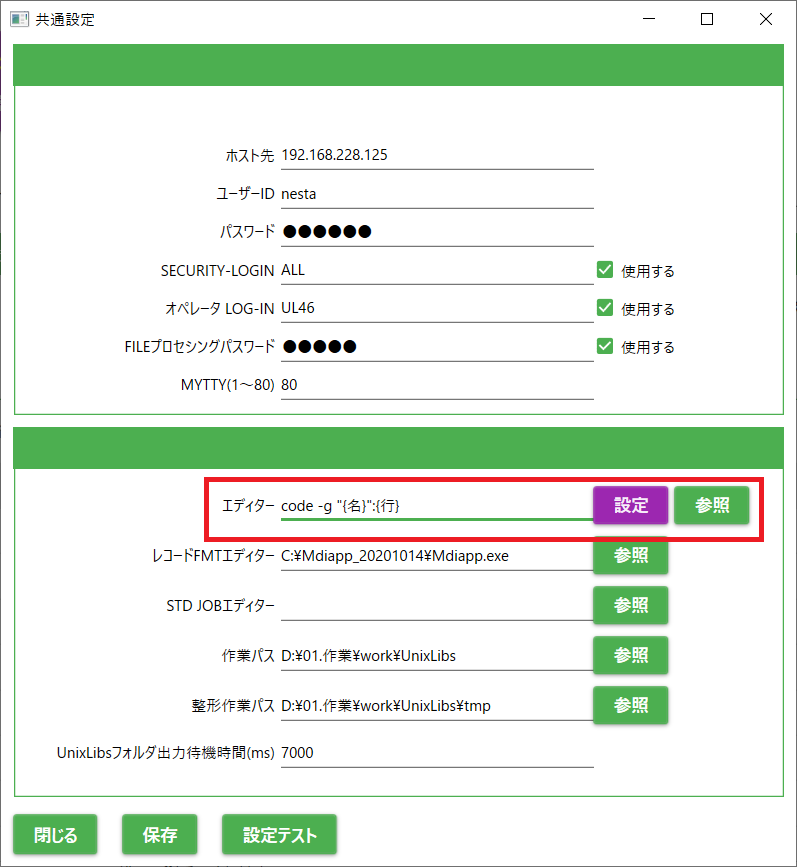 共通設定
ホスト先 192.168.228.125
ユーザーID nesta
パスワード ●●●●●●
SECURITY-LOGIN ALL 使用する
オペレータ LOG-IN UL46 使用する
FILEプロセシングパスワード ●●●●● 使用する
MYTTY(1～80) 80
エディター code -g "{名}":{行} 設定 参照
レコードFMTエディター C:¥Mdiapp_20201014¥Mdiapp.exe 参照
STD JOBエディター 参照
作業パス D:¥01.作業¥work¥UnixLibs 参照
整形作業パス D:¥01.作業¥work¥UnixLibs¥tmp 参照
UnixLibsフォルダ出力待機時間(ms) 7000
閉じる 保存 設定テスト